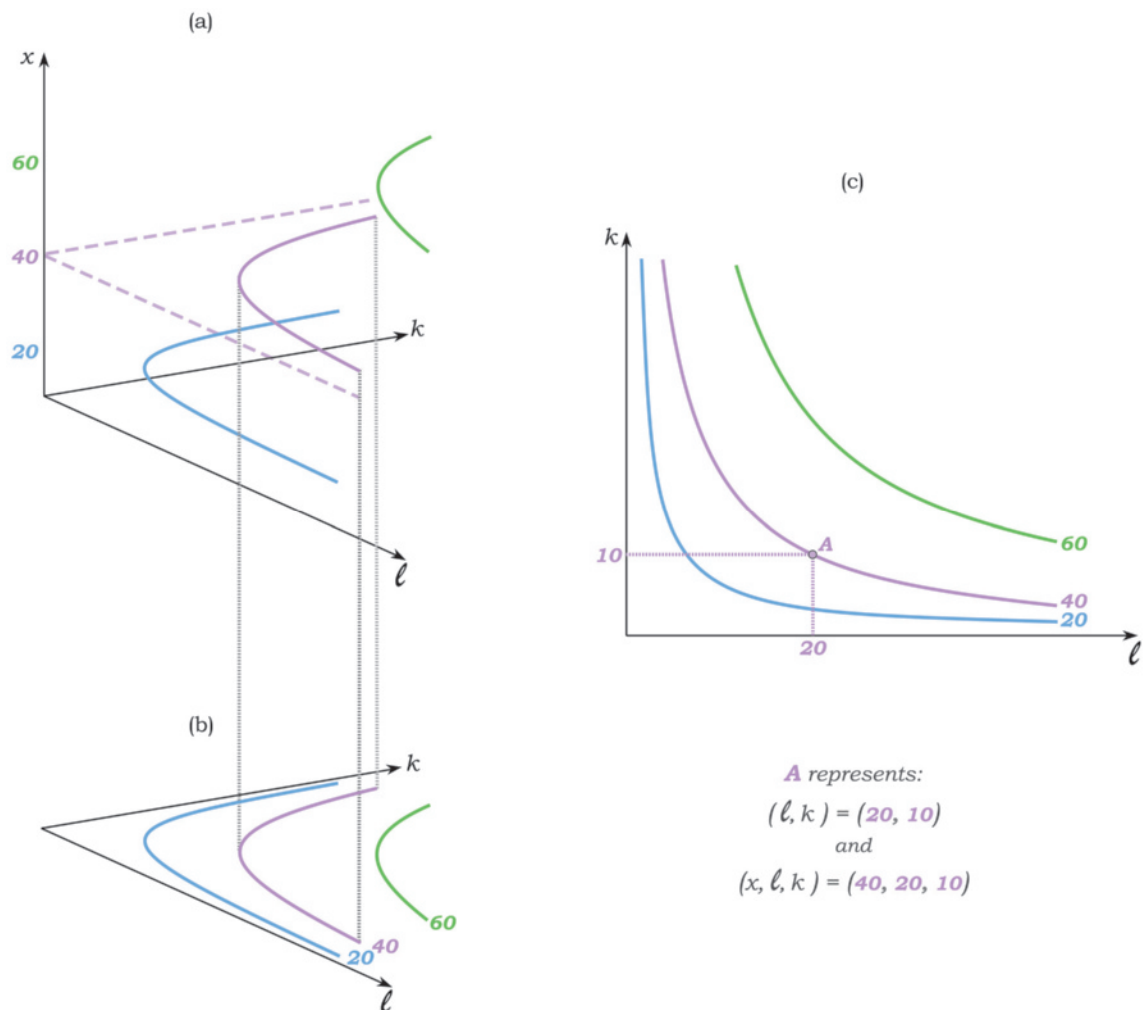 (a)
x
60
40
20
k
ℓ
(b)
k
60
40
20
ℓ
(c)
k
10
A
60
40
20
20
ℓ
A represents:
(ℓ, k) = (20, 10)
and
(x, ℓ, k) = (40, 20, 10)